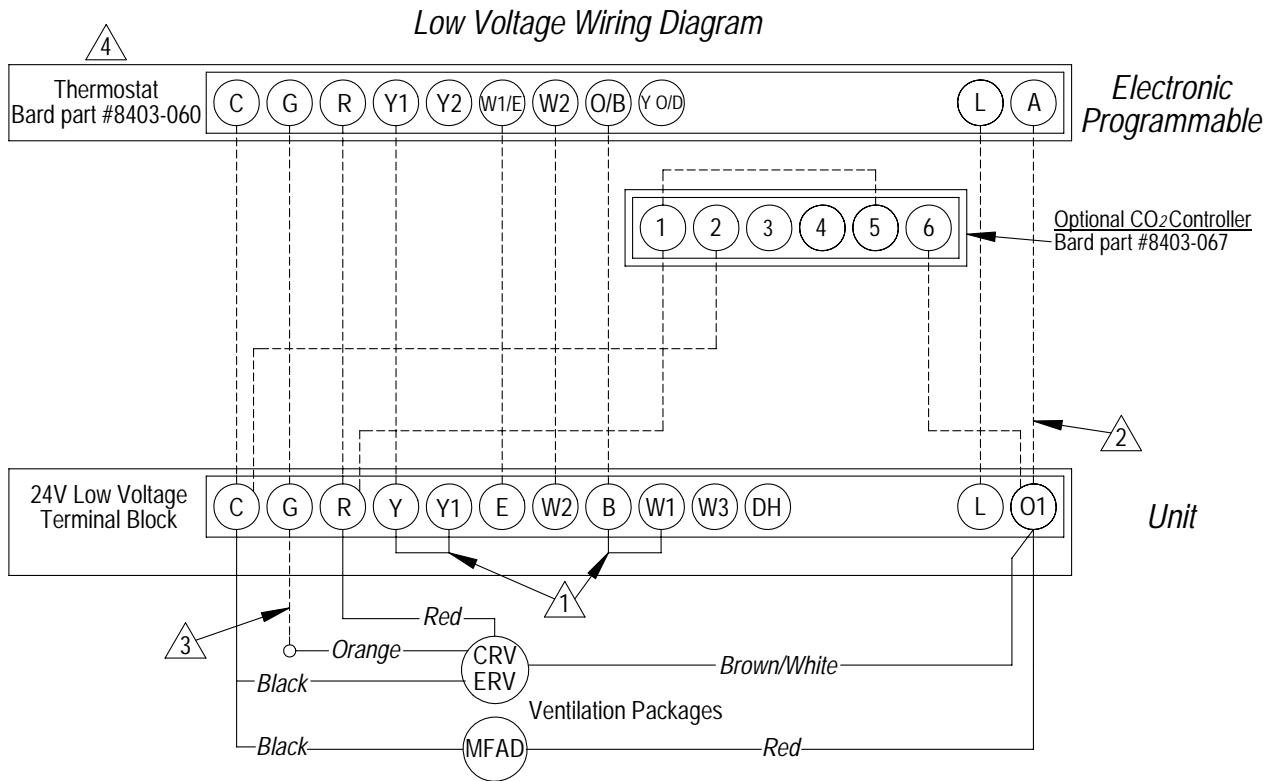 Low Voltage Wiring Diagram
4
Thermostat
Bard part #8403-060
C G R Y1 Y2 W1/E W2 O/B Y O/D L A
Electronic
Programmable
1 2 3 4 5 6
Optional CO2 Controller
Bard part #8403-067
2
24V Low Voltage
Terminal Block
C G R Y Y1 E W2 B W1 W3 DH L O1
Unit
1
3
Red
Orange
CRV
ERV
Brown/White
Black
Ventilation Packages
Black
MFAD
Red